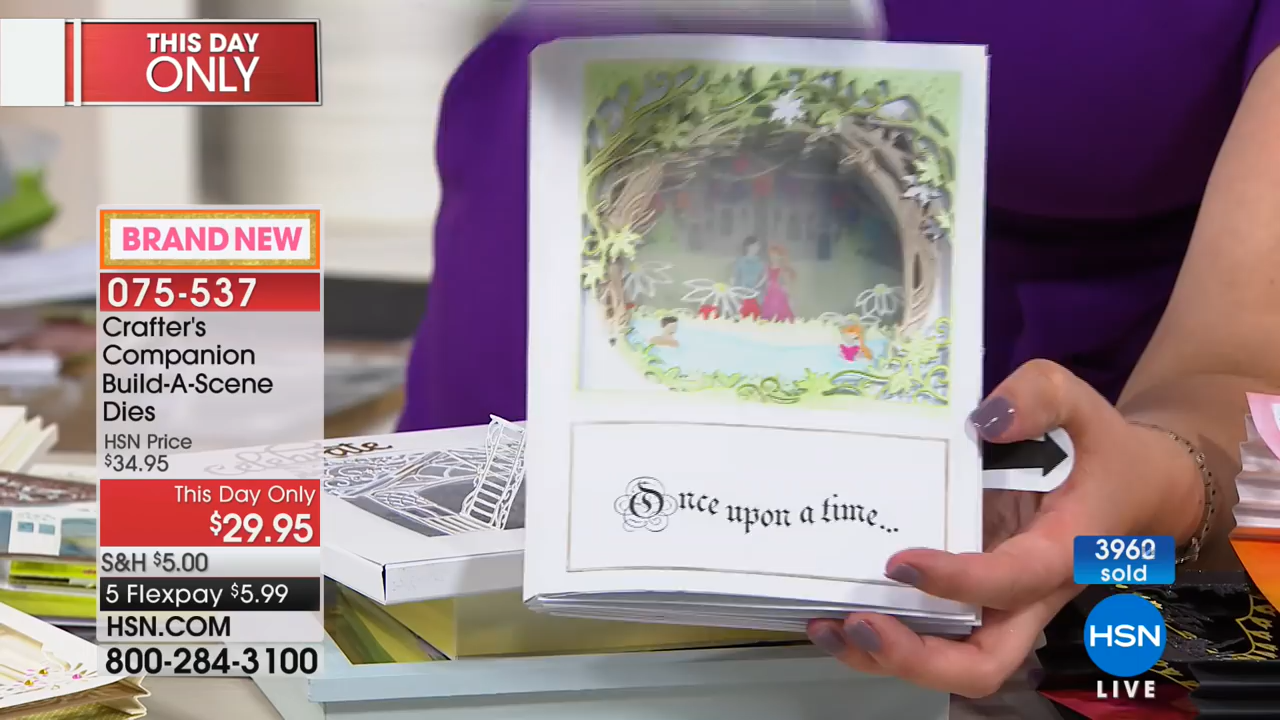 THIS DAY
ONLY
BRAND NEW
075-537
Crafter's
Companion
Build-A-Scene
Dies
HSN Price
$34.95
This Day Only
$29.95
S&H $5.00
5 Flexpay $5.99
HSN.COM
800-284-3100
Once upon a time...
sold
HSN
LIVE